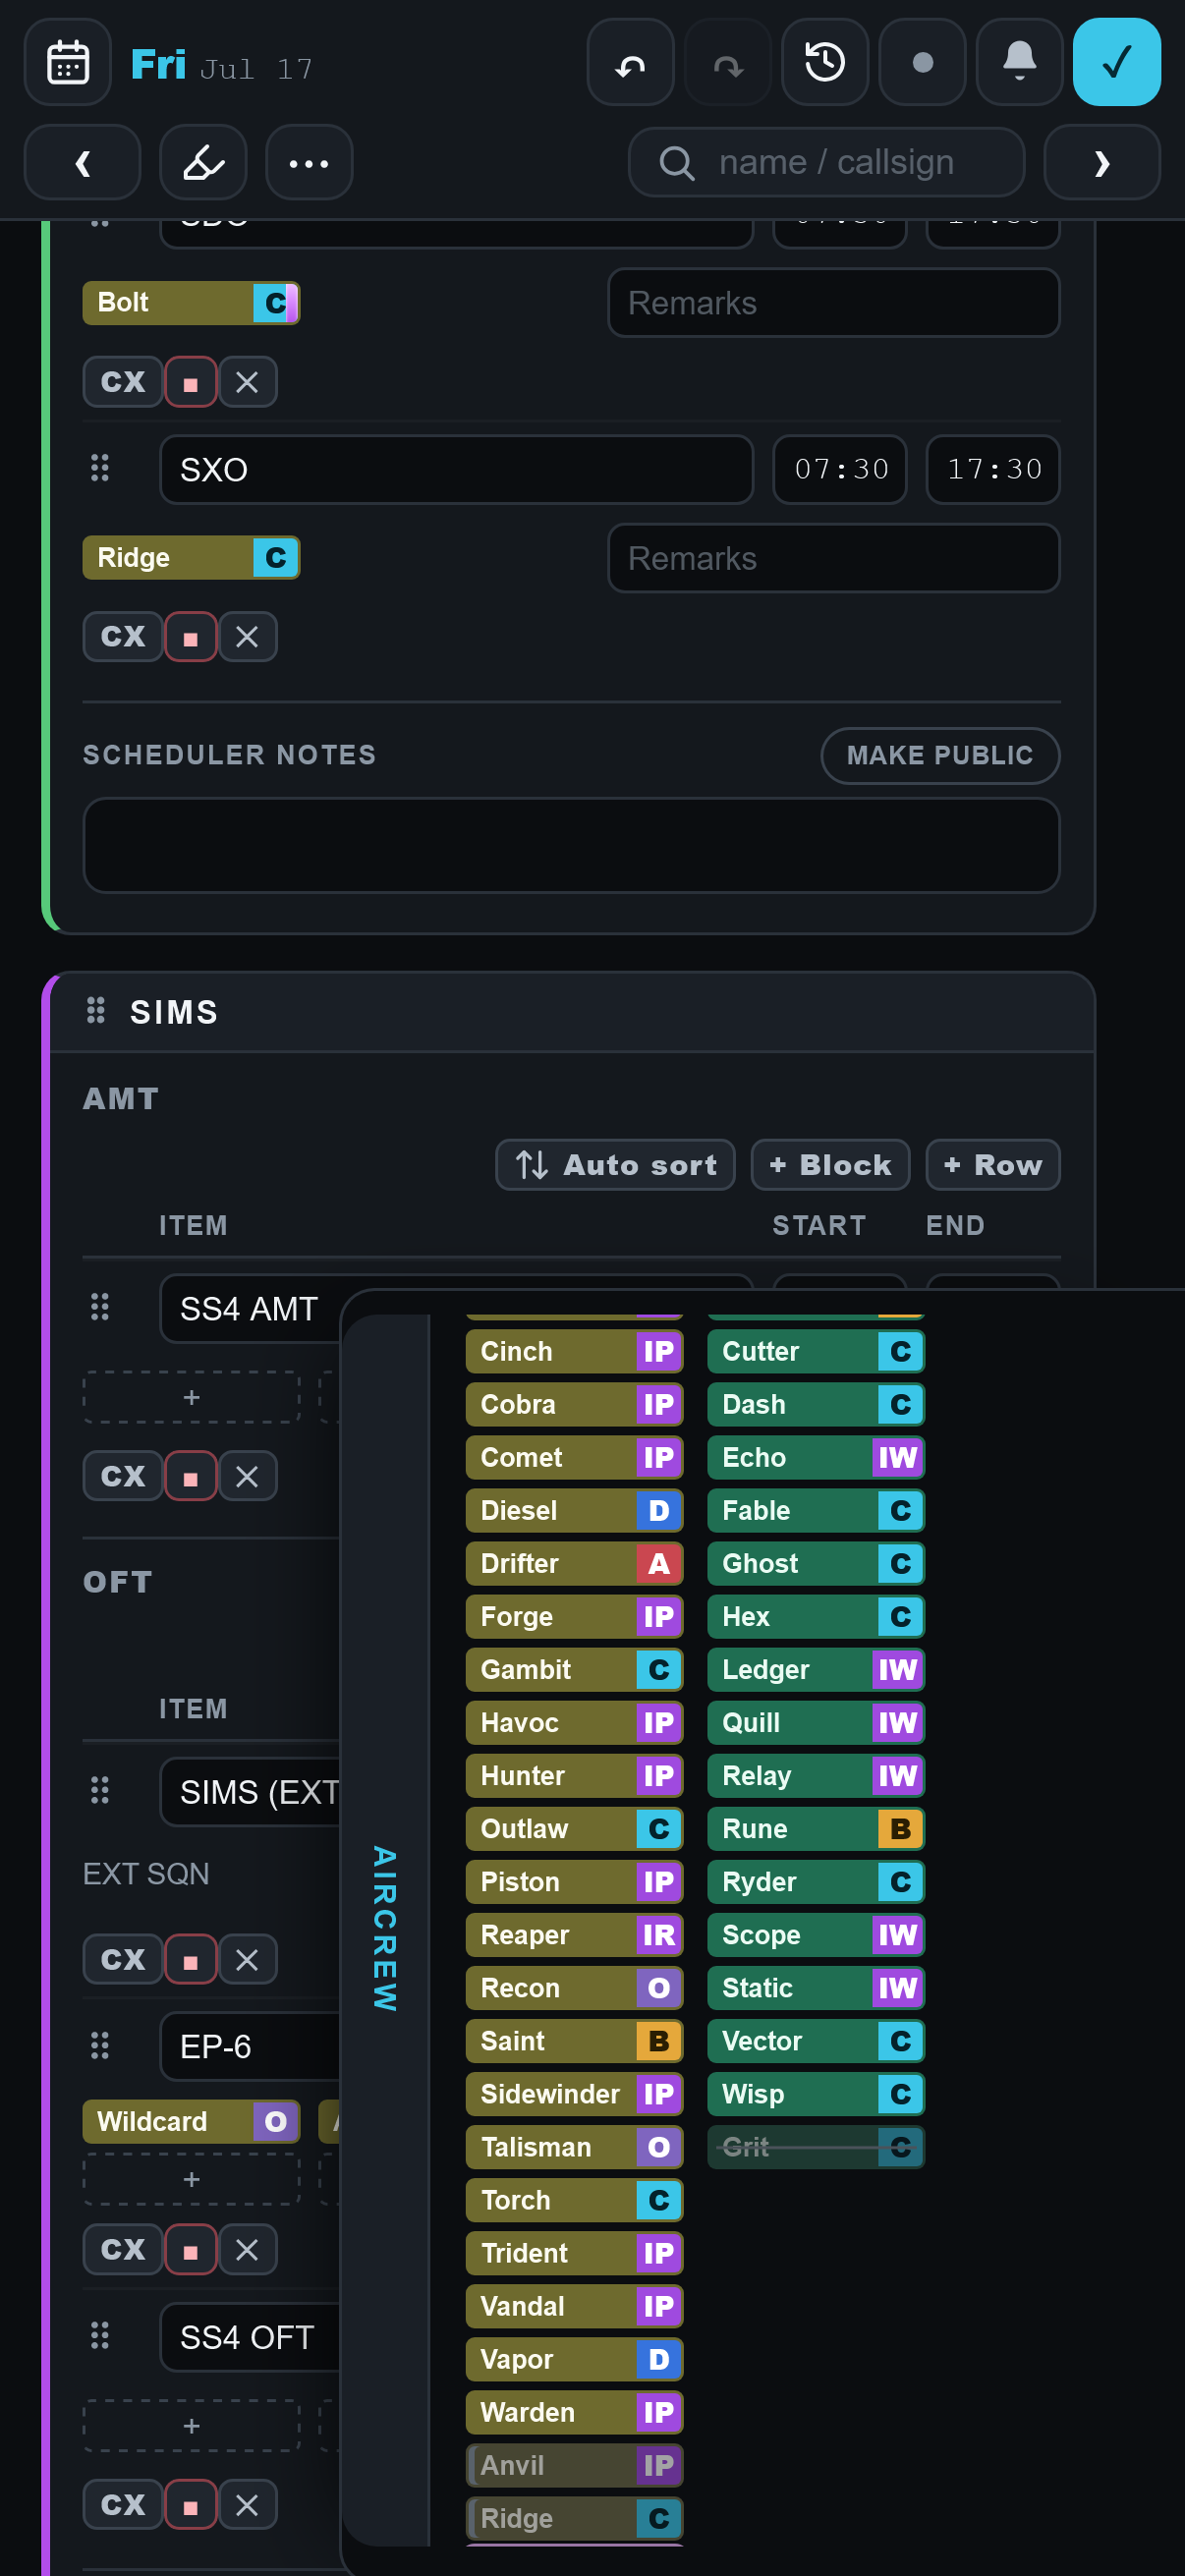 Fri Jul 17
name / callsign
Bolt C
Remarks
CX
SXO 07:30 17:30
Ridge C
Remarks
CX
SCHEDULER NOTES MAKE PUBLIC
SIMS
AMT
Auto sort + Block + Row
ITEM START END
SS4 AMT
+
CX
OFT
ITEM
SIMS (EXT
EXT SQN
CX
EP-6
Wildcard O
+
CX
SS4 OFT
+
CX
AIRCREW
Cinch IP
Cobra IP
Comet IP
Diesel D
Drifter A
Forge IP
Gambit C
Havoc IP
Hunter IP
Outlaw C
Piston IP
Reaper IR
Recon O
Saint B
Sidewinder IP
Talisman O
Torch C
Trident IP
Vandal IP
Vapor D
Warden IP
Anvil IP
Ridge C
Cutter C
Dash C
Echo IW
Fable C
Ghost C
Hex C
Ledger IW
Quill IW
Relay IW
Rune B
Ryder C
Scope IW
Static IW
Vector C
Wisp C
Grit C